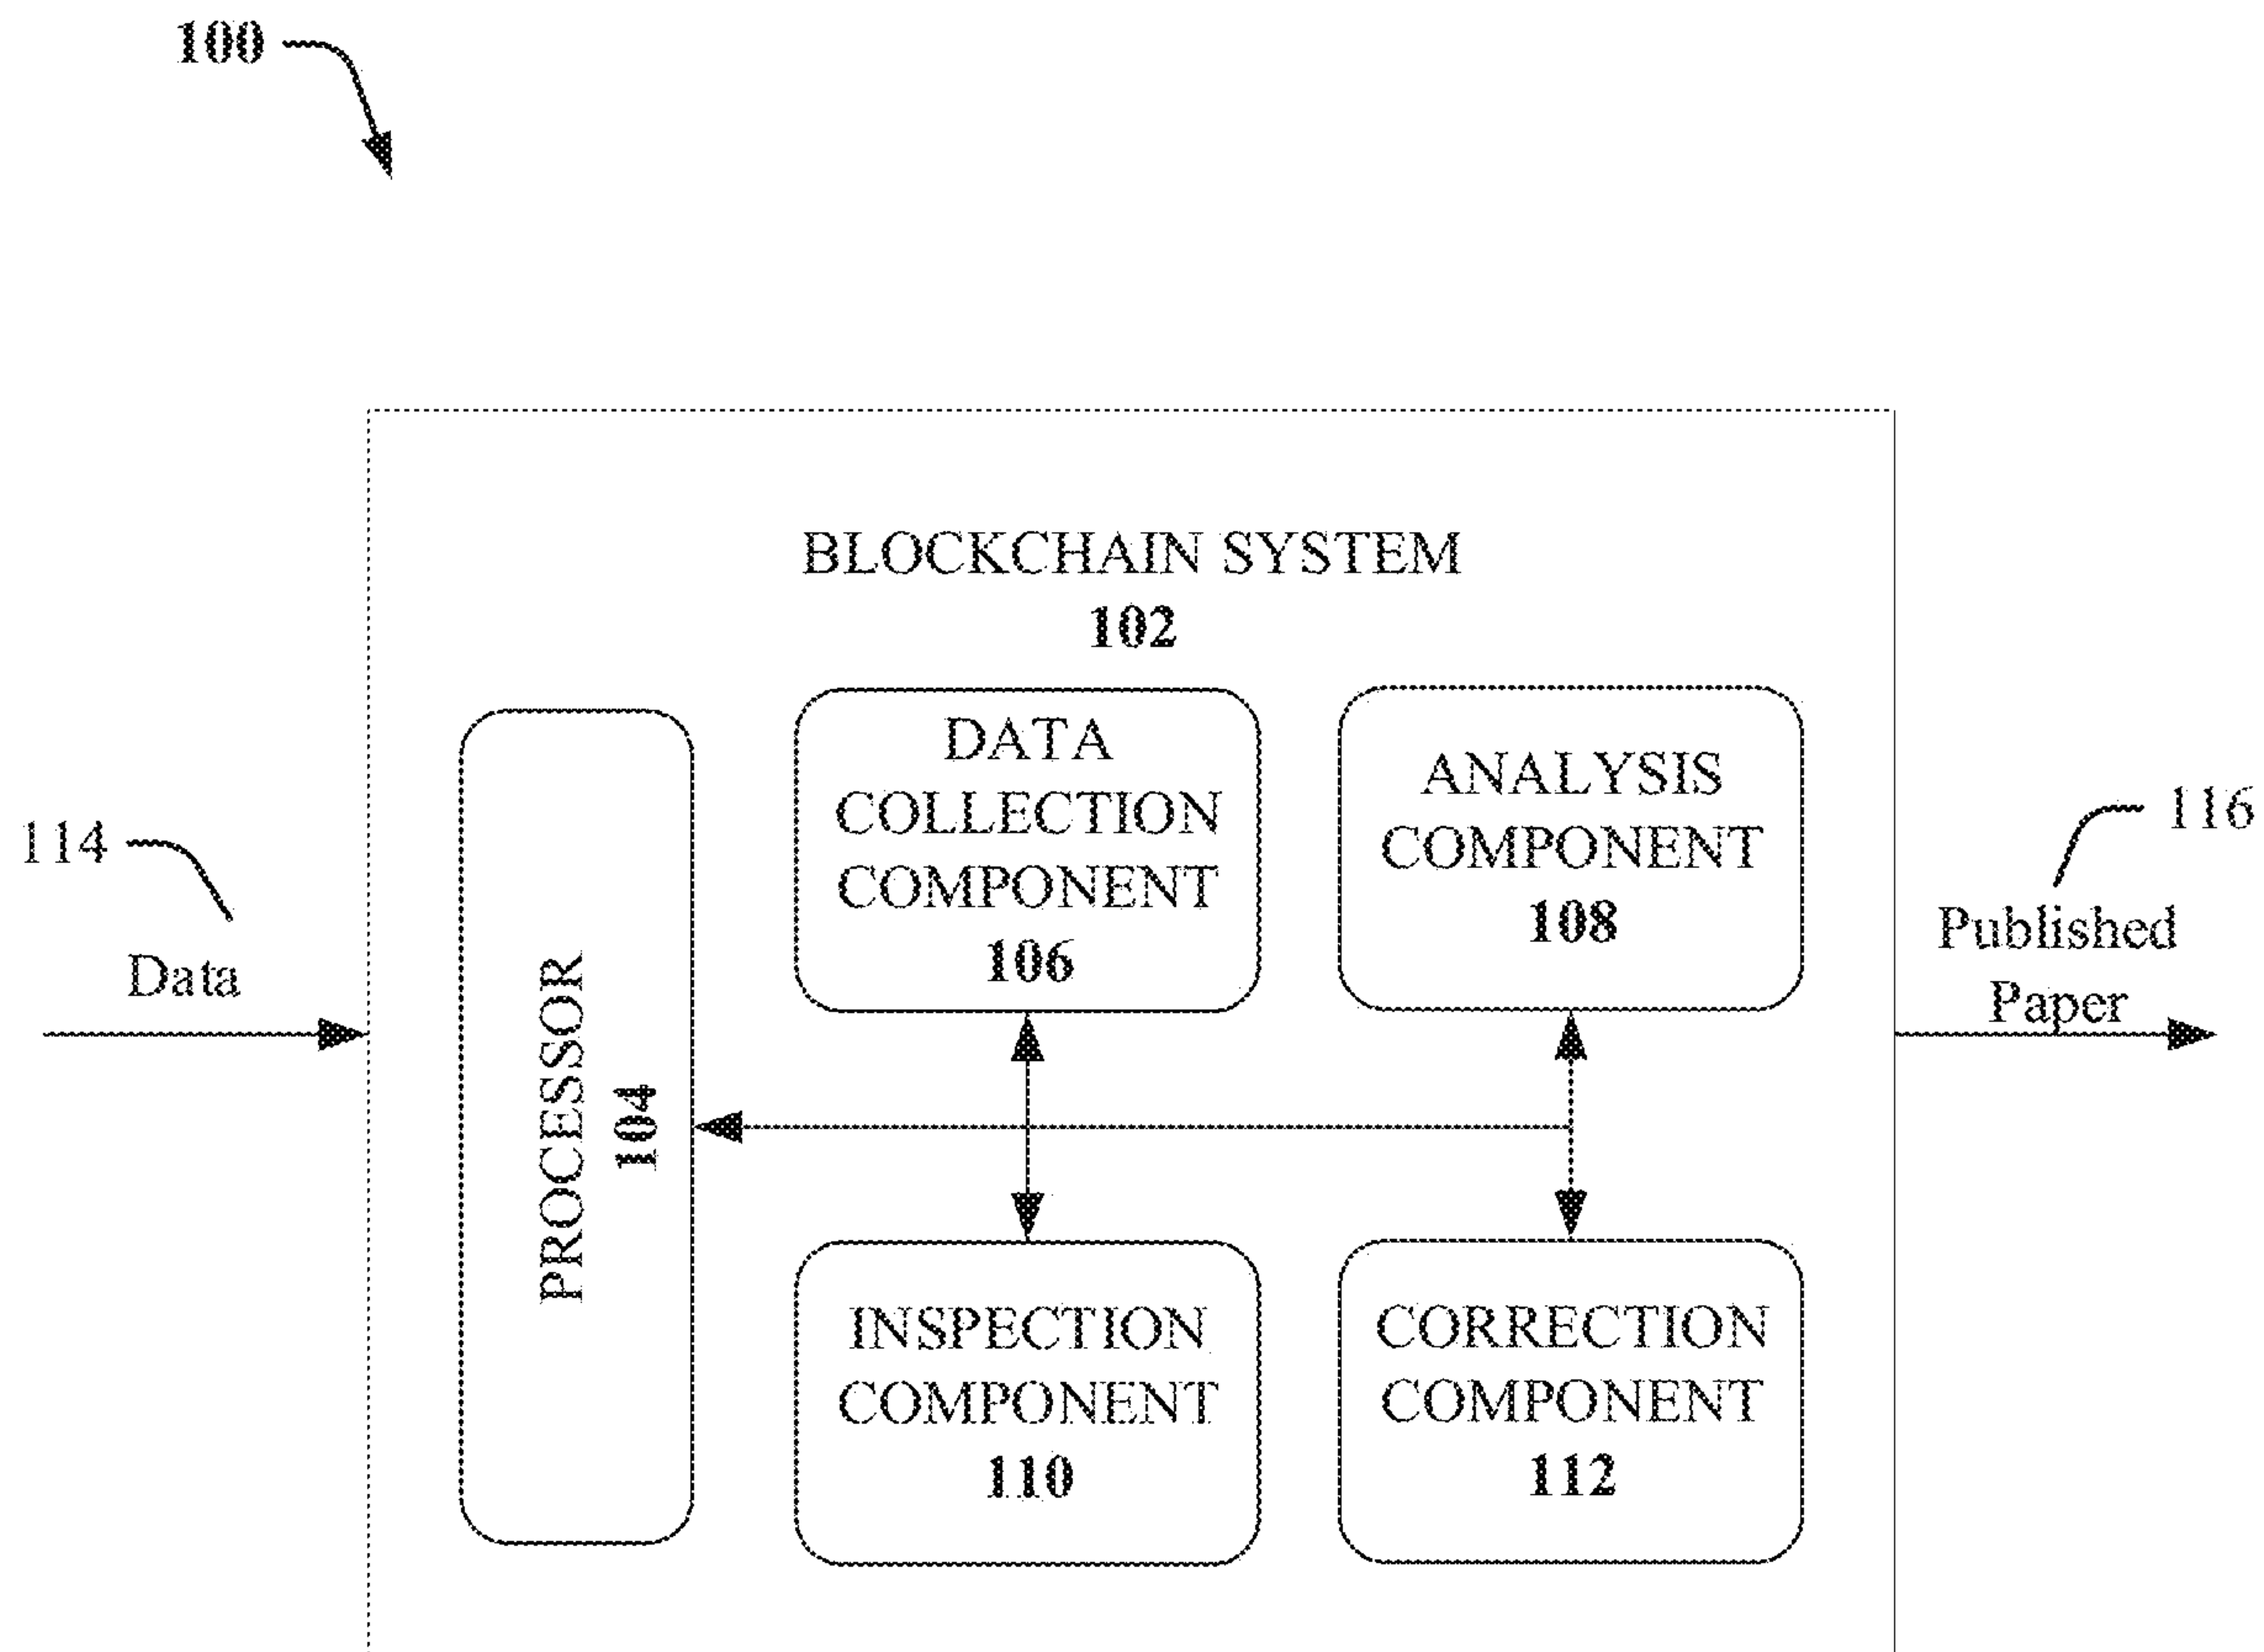 100
BLOCKCHAIN SYSTEM
102
DATA
COLLECTION
COMPONENT
106
ANALYSIS
COMPONENT
108
114
Data
PROCESSOR
104
116
Published
Paper
INSPECTION
COMPONENT
110
CORRECTION
COMPONENT
112